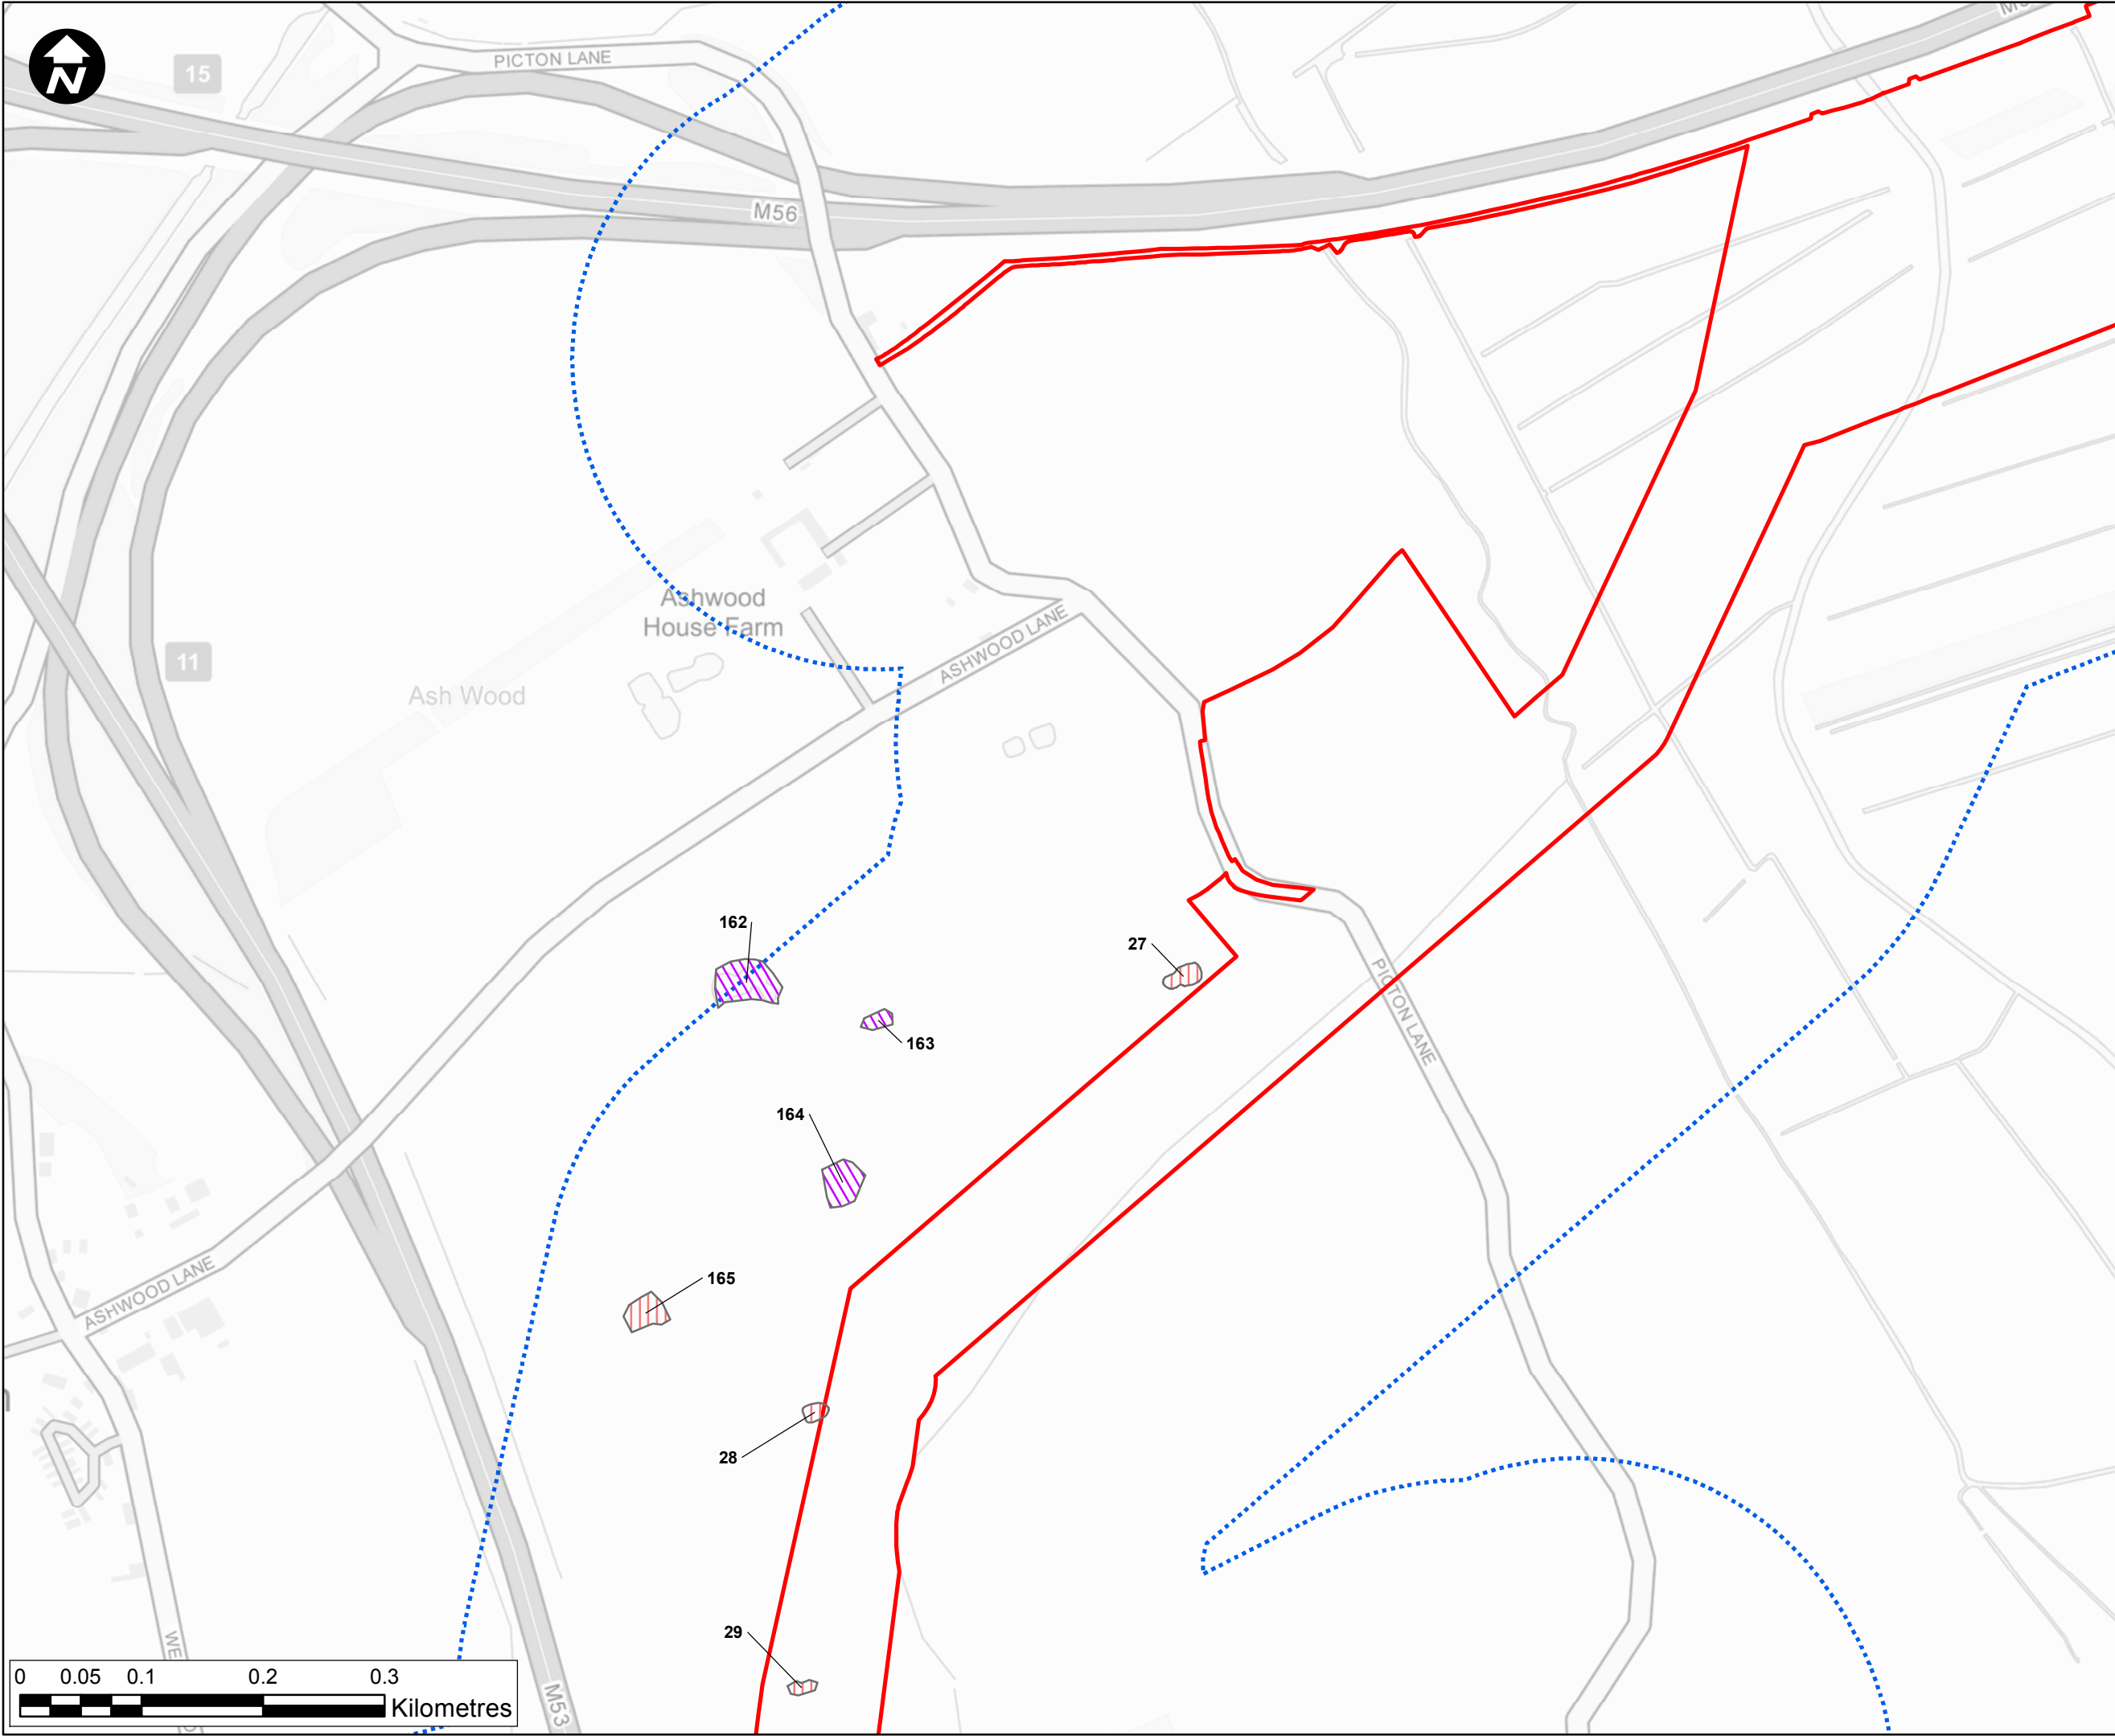 N
15
PICTON LANE
M56
11
Ashwood
House Farm
ASHWOOD LANE
Ash Wood
162
27
163
PICTON LANE
164
165
ASHWOOD LANE
28
29
WE
M53
0 0.05 0.1 0.2 0.3
Kilometres